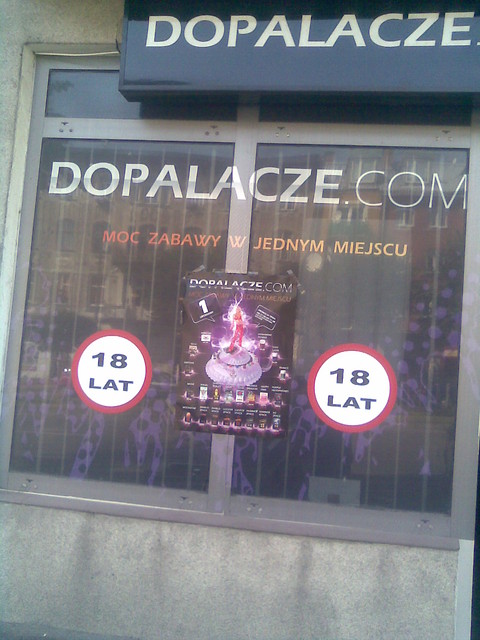 DOPALACZE
DOPALACZE.COM
MOC ZABAWY W JEDNYM MIEJSCU
DOPALACZE.COM
1
18
LAT
18
LAT